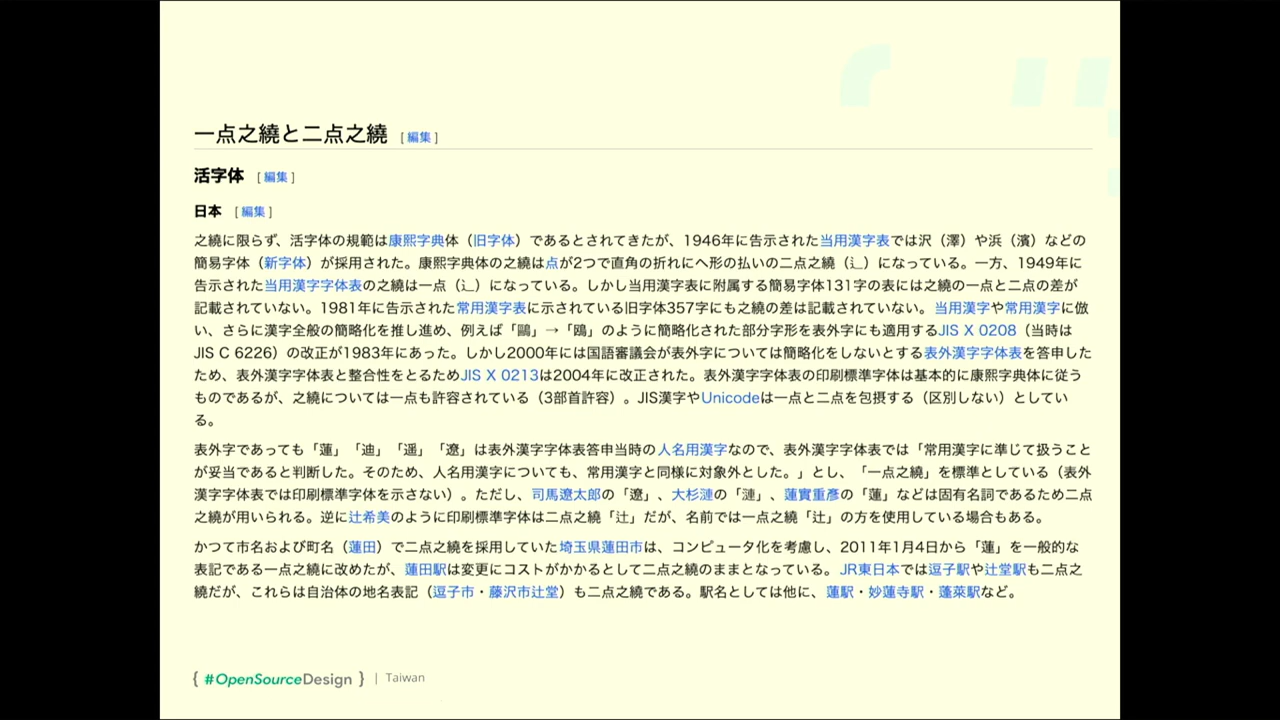 一点之繞と二点之繞 [編集]
活字体 [編集]
日本 [編集]
之繞に限らず、活字体の規範は康熙字典体（旧字体）であるとされてきたが、1946年に告示された当用漢字表では沢（澤）や浜（濱）などの
簡易字体（新字体）が採用された。康熙字典体の之繞は点が2つで直角の折れにヘ形の払いの二点之繞（⻍）になっている。一方、1949年に
告示された当用漢字字体表の之繞は一点（⻌）になっている。しかし当用漢字表に附属する簡易字体131字の表には之繞の一点と二点の差が
記載されていない。1981年に告示された常用漢字表に示されている旧字体357字にも之繞の差は記載されていない。当用漢字や常用漢字に倣
い、さらに漢字全般の簡略化を推し進め、例えば「鷗」→「鴎」のように簡略化された部分字形を表外字にも適用するJIS X 0208（当時は
JIS C 6226）の改正が1983年にあった。しかし2000年には国語審議会が表外字については簡略化をしないとする表外漢字字体表を答申した
ため、表外漢字字体表と整合性をとるためJIS X 0213は2004年に改正された。表外漢字字体表の印刷標準字体は基本的に康熙字典体に従う
ものであるが、之繞については一点も許容されている（3部首許容）。JIS漢字やUnicodeは一点と二点を包摂する（区別しない）としてい
る。
表外字であっても「蓮」「迪」「遥」「遼」は表外漢字字体表答申当時の人名用漢字なので、表外漢字字体表では「常用漢字に準じて扱うこと
が妥当であると判断した。そのため、人名用漢字についても、常用漢字と同様に対象外とした。」とし、「一点之繞」を標準としている（表外
漢字字体表では印刷標準字体を示さない）。ただし、司馬遼太郎の「遼」、大杉漣の「漣」、蓮實重彥の「蓮」などは固有名詞であるため二点
之繞が用いられる。逆に辻希美のように印刷標準字体は二点之繞「辻」だが、名前では一点之繞「辻」の方を使用している場合もある。
かつて市名および町名（蓮田）で二点之繞を採用していた埼玉県蓮田市は、コンピュータ化を考慮し、2011年1月4日から「蓮」を一般的な
表記である一点之繞に改めたが、蓮田駅は変更にコストがかかるとして二点之繞のままとなっている。JR東日本では逗子駅や辻堂駅も二点之
繞だが、これらは自治体の地名表記（逗子市・藤沢市辻堂）も二点之繞である。駅名としては他に、蓮駅・妙蓮寺駅・蓬萊駅など。
{ #OpenSourceDesign } | Taiwan